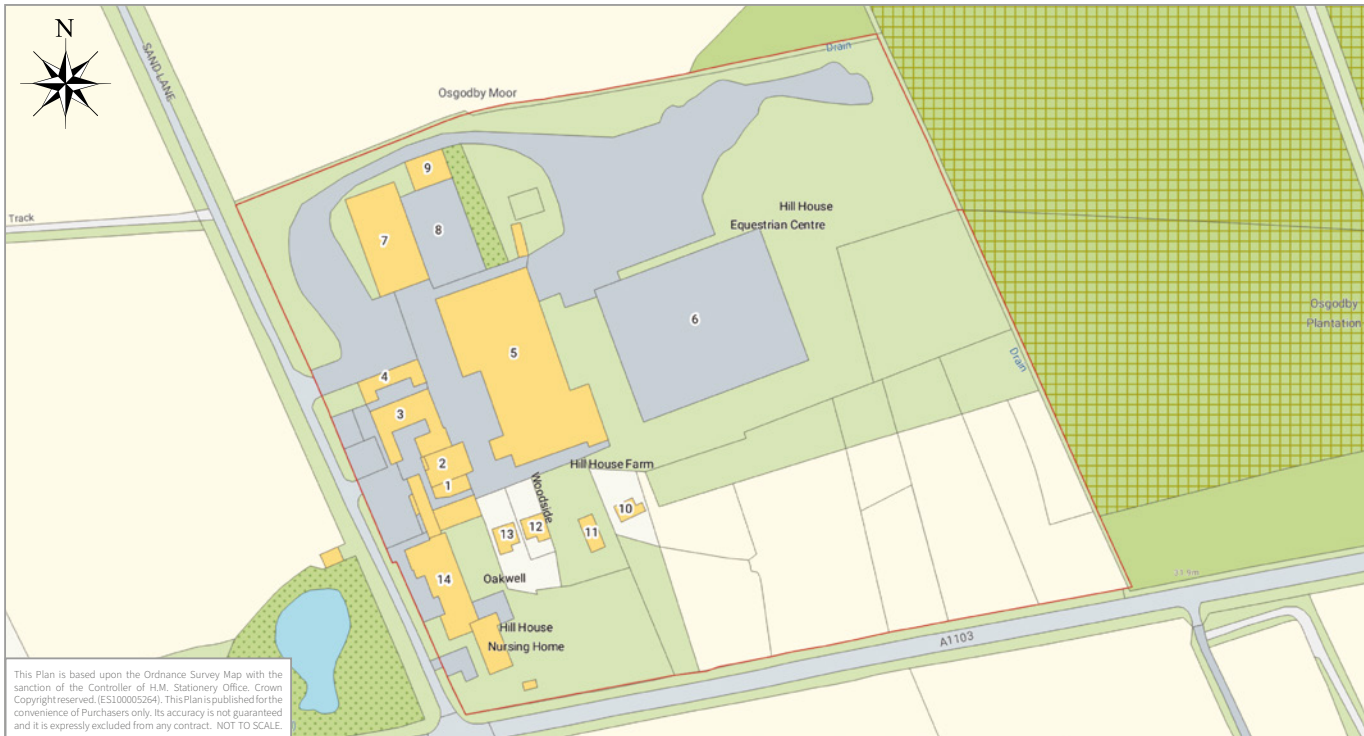 N
SAND LANE
Drain
Osgodby Moor
9
Track
7
8
Hill House
Equestrian Centre
6
Osgodby
Plantation
5
Drain
4
3
2
1
Hill House Farm
Woodside
10
11
12
13
14
Oakwell
21.9m
Hill House
Nursing Home
A1103
This Plan is based upon the Ordnance Survey Map with the
sanction of the Controller of H.M. Stationery Office. Crown
Copyright reserved. (ES100005264). This Plan is published for the
convenience of Purchasers only. Its accuracy is not guaranteed
and it is expressly excluded from any contract. NOT TO SCALE.